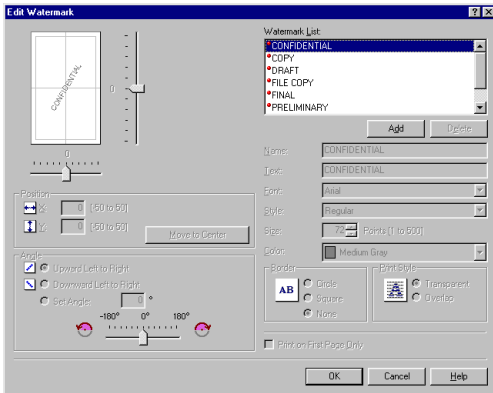 Edit Watermark
CONFIDENTIAL
0
0
Position
X: 0 (-50 to 50)
Y: 0 (-50 to 50)
Move to Center
Angle
Upward Left to Right
Downward Left to Right
Set Angle: 0 °
-180° 0° 180°
Watermark List:
CONFIDENTIAL
COPY
DRAFT
FILE COPY
FINAL
PRELIMINARY
Add Delete
Name: CONFIDENTIAL
Text: CONFIDENTIAL
Font: Arial
Style: Regular
Size: 72 Points (1 to 500)
Color: Medium Gray
Border
AB
Circle
Square
None
Print Style
A
Transparent
Overlap
Print on First Page Only
OK Cancel Help